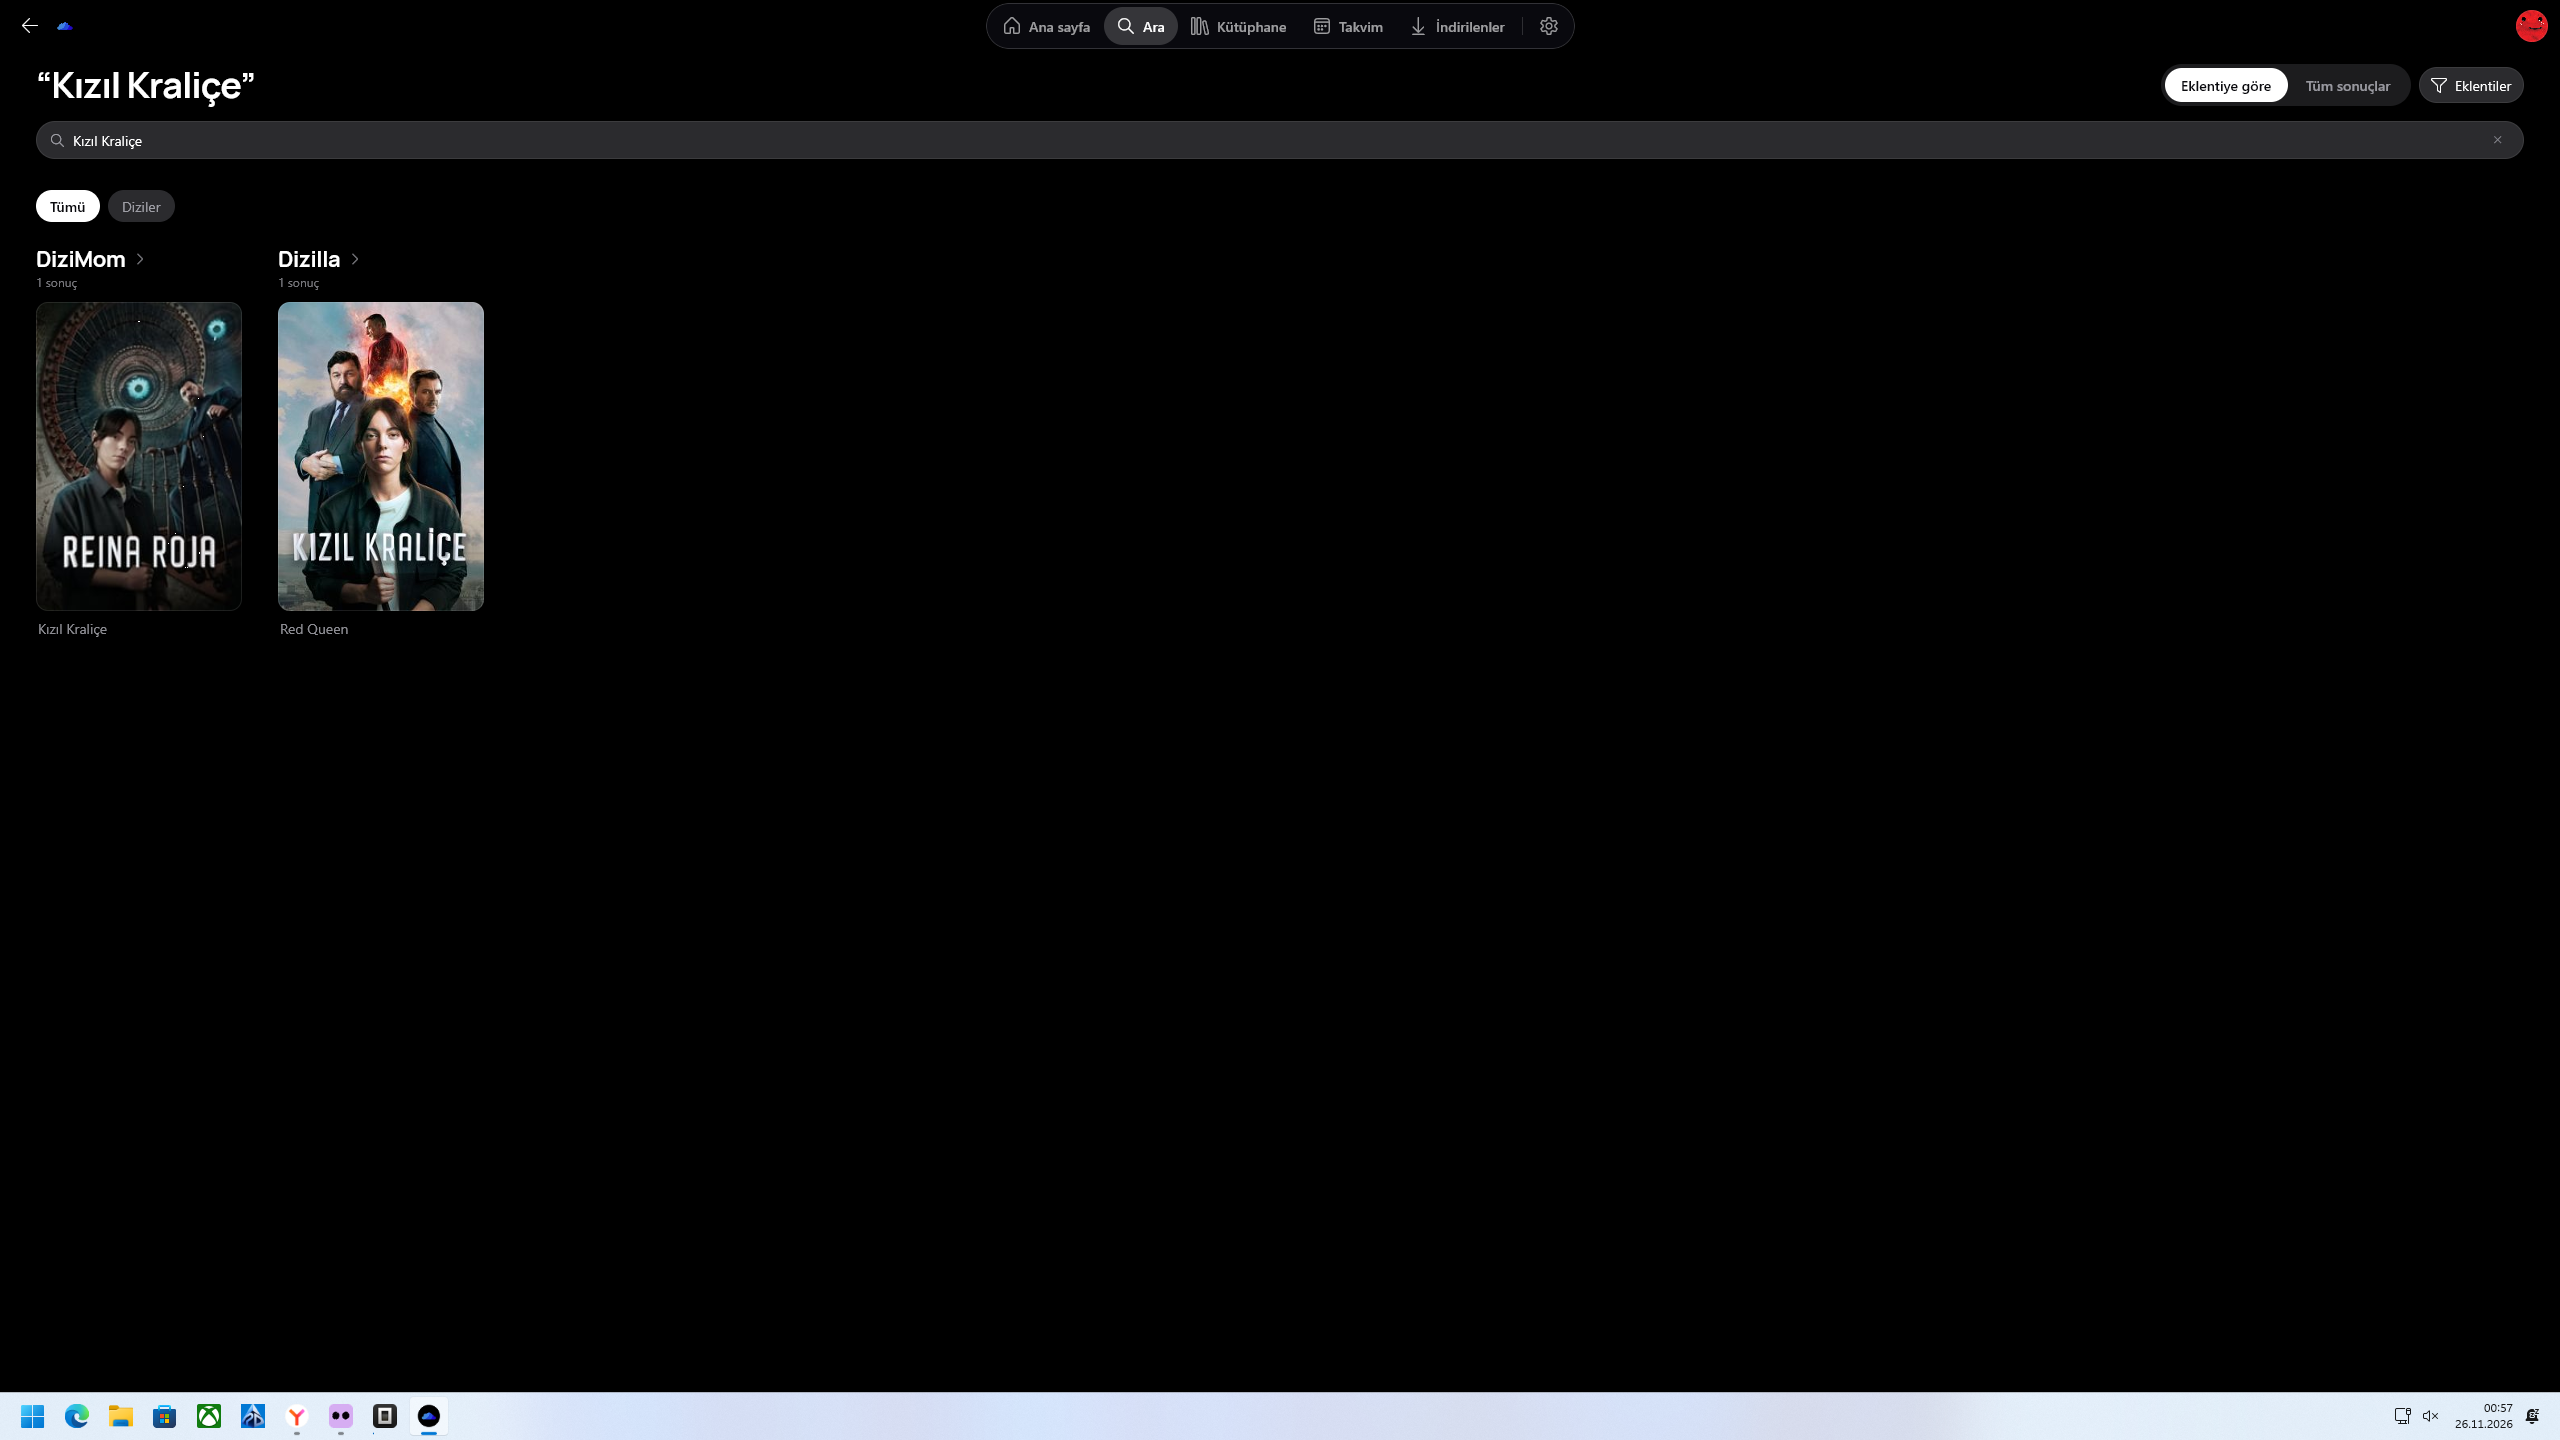 Ana sayfa
Ara
Kütüphane
Takvim
İndirilenler
“Kızıl Kraliçe”
Eklentiye göre
Tüm sonuçlar
Eklentiler
Kızıl Kraliçe
Tümü
Diziler
DiziMom
1 sonuç
REINA ROJA
Kızıl Kraliçe
Dizilla
1 sonuç
KIZIL KRALİÇE
Red Queen
00:57
26.11.2026